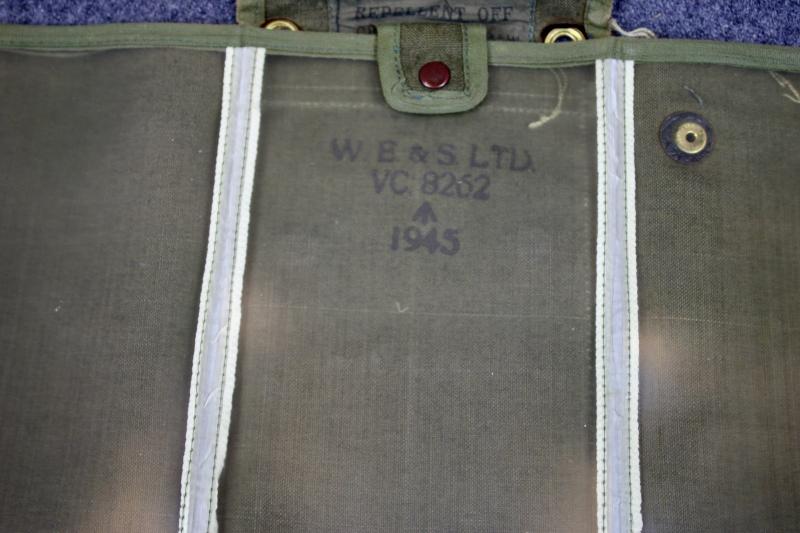 REPELLENT OFF
W. E & S. LTD.
VC 8262
1945